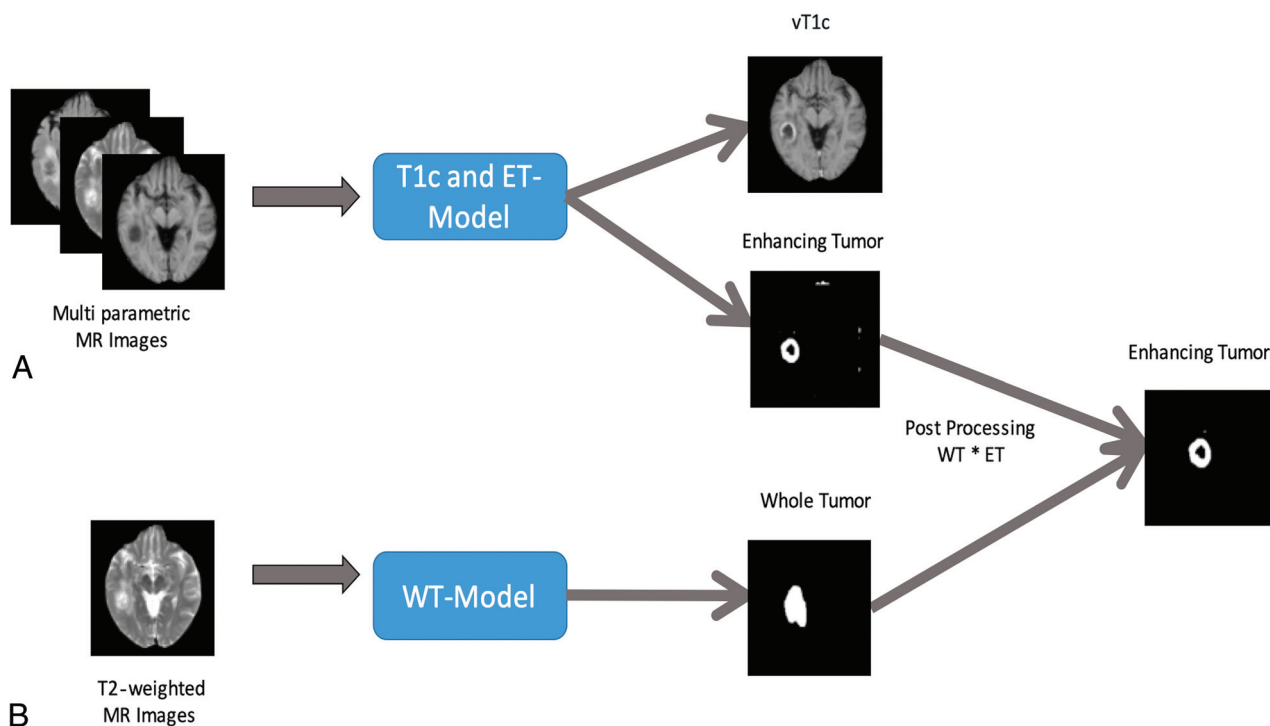 vT1c
T1c and ET-
Model
Enhancing Tumor
Multi parametric
MR Images
A
Enhancing Tumor
Post Processing
WT * ET
Whole Tumor
WT-Model
T2-weighted
MR Images
B